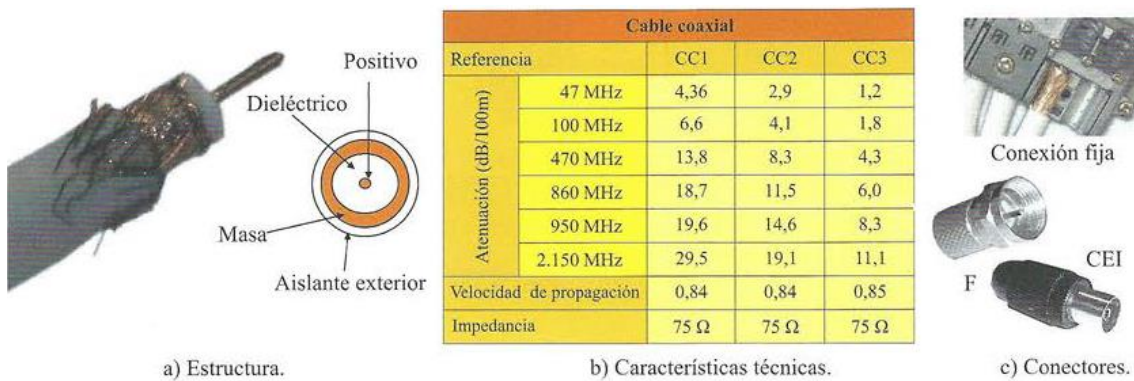 Positivo
Dieléctrico
Masa
Aislante exterior
a) Estructura.
Cable coaxial
Referencia CC1 CC2 CC3
Atenuación (dB/100m)
47 MHz 4,36 2,9 1,2
100 MHz 6,6 4,1 1,8
470 MHz 13,8 8,3 4,3
860 MHz 18,7 11,5 6,0
950 MHz 19,6 14,6 8,3
2.150 MHz 29,5 19,1 11,1
Velocidad de propagación 0,84 0,84 0,85
Impedancia 75 Ω 75 Ω 75 Ω
b) Características técnicas.
Conexión fija
F
CEI
c) Conectores.